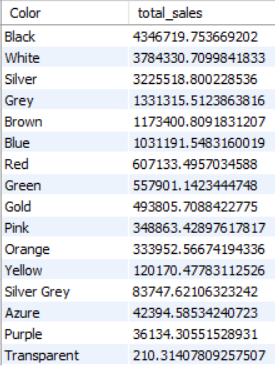 Color total_sales
Black 4346719.753669202
White 3784330.7099841833
Silver 3225518.800228536
Grey 1331315.5123863816
Brown 1173400.8091831207
Blue 1031191.5483160019
Red 607133.4957034588
Green 557901.1423444748
Gold 493805.7088422775
Pink 348863.42897617817
Orange 333952.56674194336
Yellow 120170.47783112526
Silver Grey 83747.62106323242
Azure 42394.58534240723
Purple 36134.30551528931
Transparent 210.31407809257507